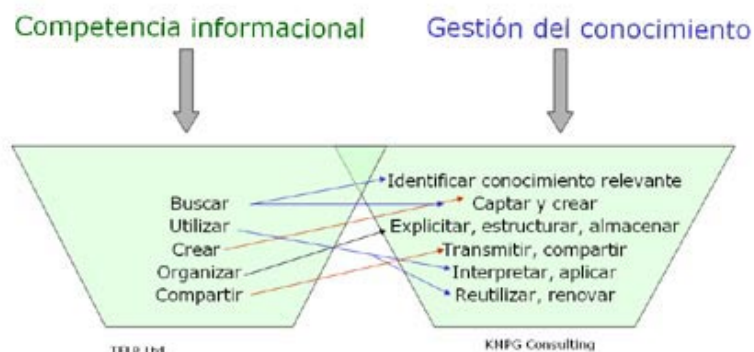 Competencia informacional
Gestión del conocimiento
Buscar
Utilizar
Crear
Organizar
Compartir
Identificar conocimiento relevante
Captar y crear
Explicitar, estructurar, almacenar
Transmitir, compartir
Interpretar, aplicar
Reutilizar, renovar
KNPG Consulting